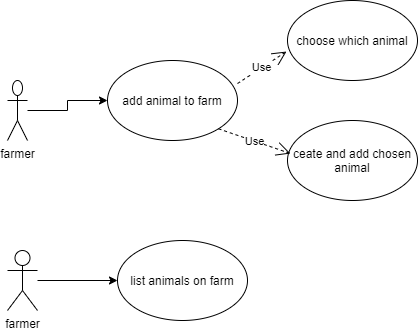 choose which animal
Use
add animal to farm
farmer
Use
ceate and add chosen
animal
list animals on farm
farmer